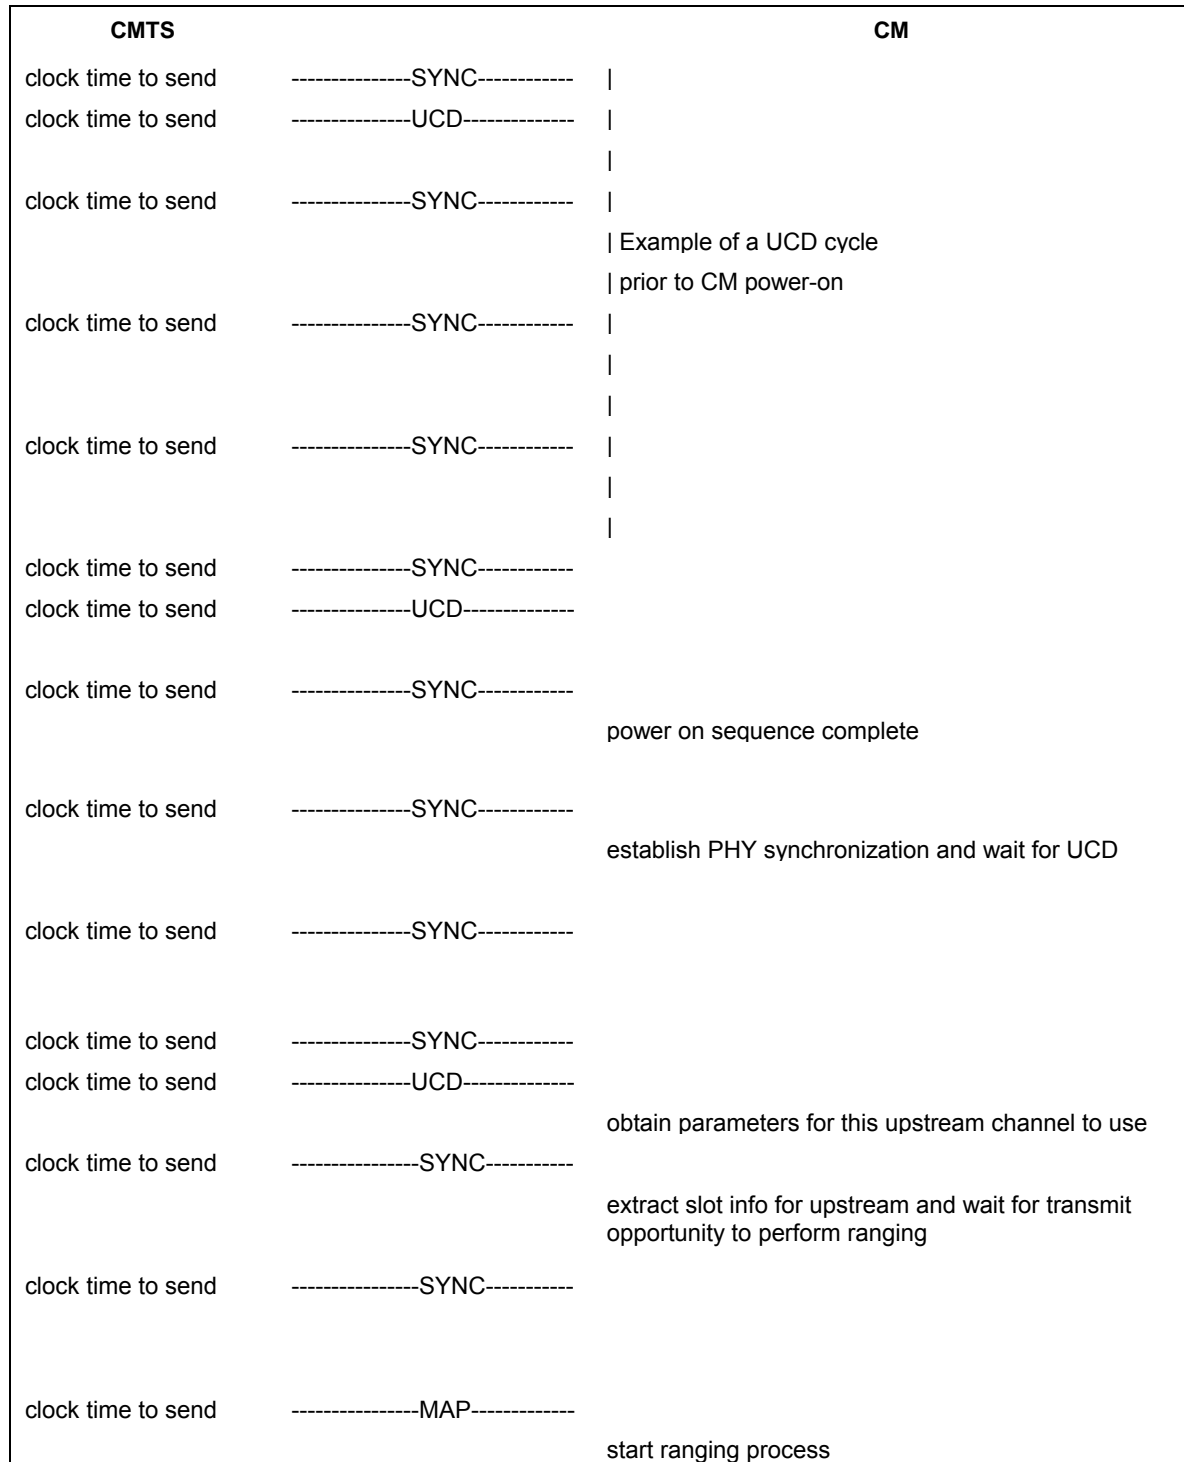 CMTS CM
clock time to send ---------------SYNC------------ |
clock time to send ---------------UCD-------------- |
|
clock time to send ---------------SYNC------------ |
| Example of a UCD cycle
| prior to CM power-on
clock time to send ---------------SYNC------------ |
|
|
clock time to send ---------------SYNC------------ |
|
|
clock time to send ---------------SYNC------------
clock time to send ---------------UCD--------------
clock time to send ---------------SYNC------------
power on sequence complete
clock time to send ---------------SYNC------------
establish PHY synchronization and wait for UCD
clock time to send ---------------SYNC------------
clock time to send ---------------SYNC------------
clock time to send ---------------UCD--------------
obtain parameters for this upstream channel to use
clock time to send ----------------SYNC-----------
extract slot info for upstream and wait for transmit
opportunity to perform ranging
clock time to send ----------------SYNC-----------
clock time to send ----------------MAP-------------
start ranging process